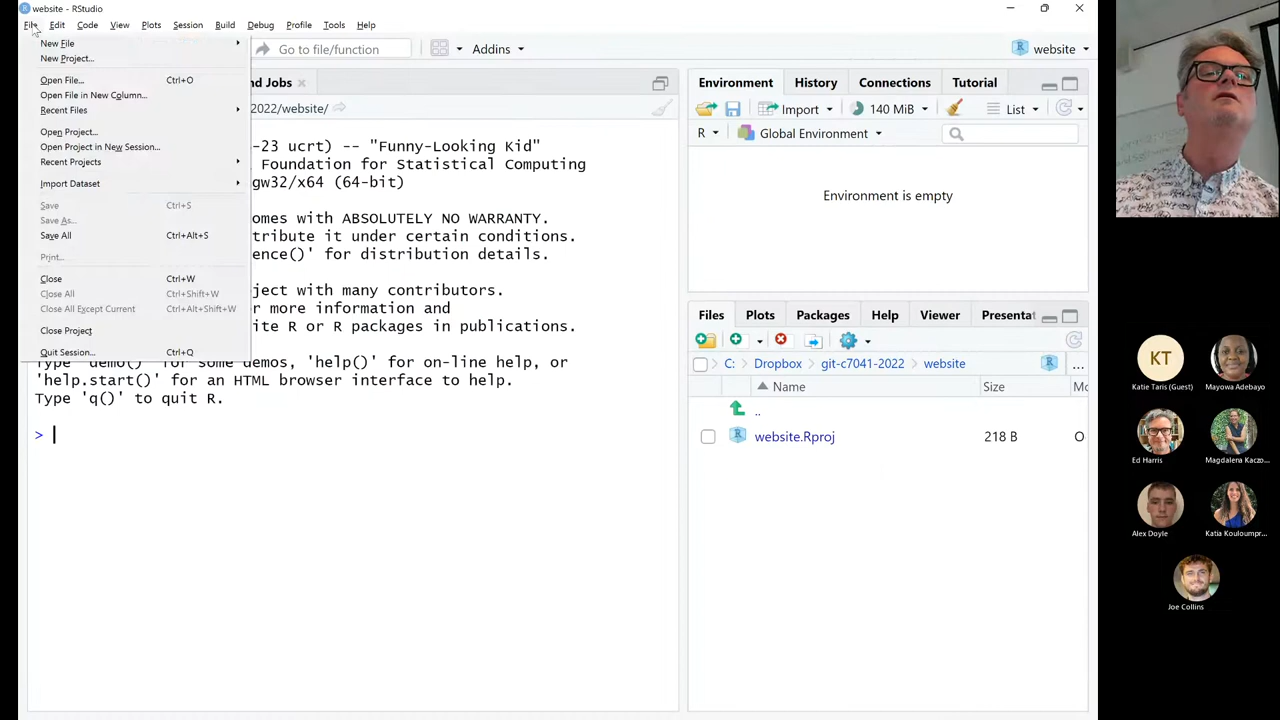 website - RStudio
File Edit Code View Plots Session Build Debug Profile Tools Help
Go to file/function Addins website
New File
New Project...
Open File... Ctrl+O
Open File in New Column...
Recent Files
Open Project...
Open Project in New Session...
Recent Projects
Import Dataset
Save Ctrl+S
Save As...
Save All Ctrl+Alt+S
Print...
Close Ctrl+W
Close All Ctrl+Shift+W
Close All Except Current Ctrl+Alt+Shift+W
Close Project
Quit Session... Ctrl+Q
nd Jobs
2022/website/
-23 ucrt) -- "Funny-Looking Kid"
Foundation for Statistical Computing
gw32/x64 (64-bit)
omes with ABSOLUTELY NO WARRANTY.
tribute it under certain conditions.
ence()' for distribution details.
ject with many contributors.
r more information and
ite R or R packages in publications.
Type 'demo()' for some demos, 'help()' for on-line help, or
'help.start()' for an HTML browser interface to help.
Type 'q()' to quit R.
>
Environment History Connections Tutorial
Import 140 MiB List
R Global Environment
Environment is empty
Files Plots Packages Help Viewer Presentat
C: Dropbox git-c7041-2022 website ...
Name Size Mo
..
website.Rproj 218 B O
KT
Katie Taris (Guest) Mayowa Adebayo
Ed Harris Magdalena Kaczo...
Alex Doyle Katia Kouloumpr...
Joe Collins